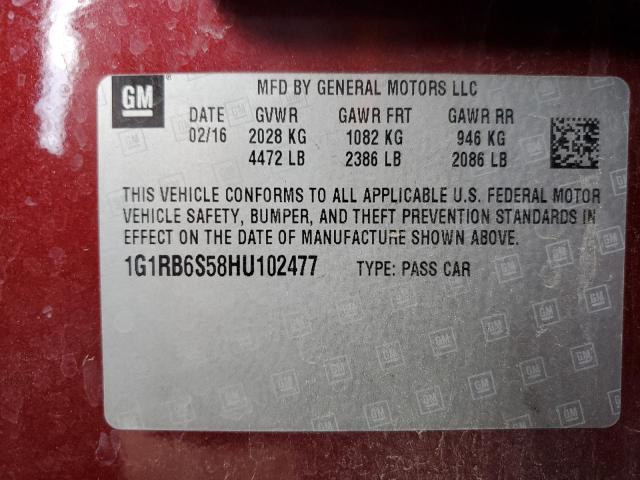 GM ® MFD BY GENERAL MOTORS LLC
DATE GVWR GAWR FRT GAWR RR
02/16 2028 KG 1082 KG 946 KG
4472 LB 2386 LB 2086 LB
THIS VEHICLE CONFORMS TO ALL APPLICABLE U.S. FEDERAL MOTOR
VEHICLE SAFETY, BUMPER, AND THEFT PREVENTION STANDARDS IN
EFFECT ON THE DATE OF MANUFACTURE SHOWN ABOVE.
1G1RB6S58HU102477 TYPE: PASS CAR